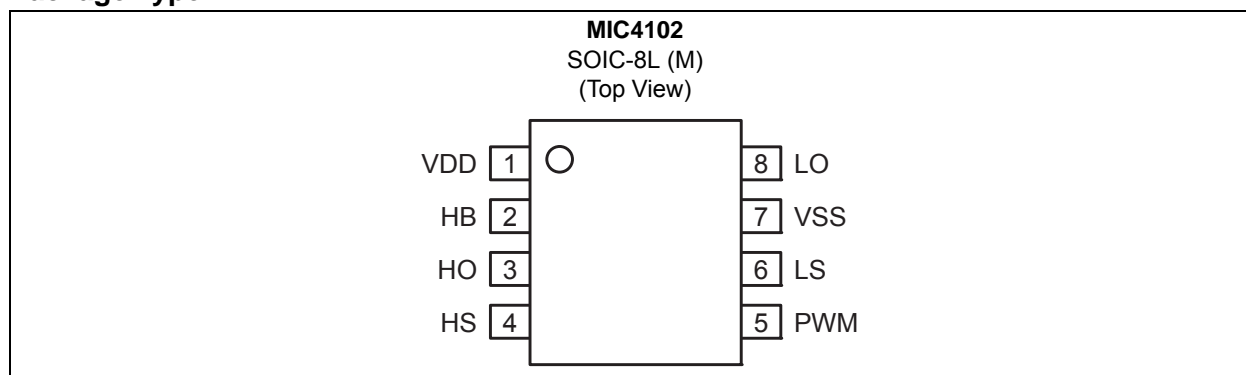 MIC4102
SOIC-8L (M)
(Top View)
VDD 1 8 LO
HB 2 7 VSS
HO 3 6 LS
HS 4 5 PWM